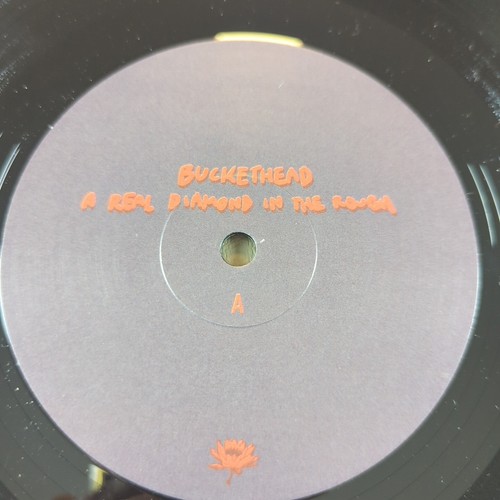 BUCKETHEAD
A REAL DIAMOND IN THE ROUGH
A